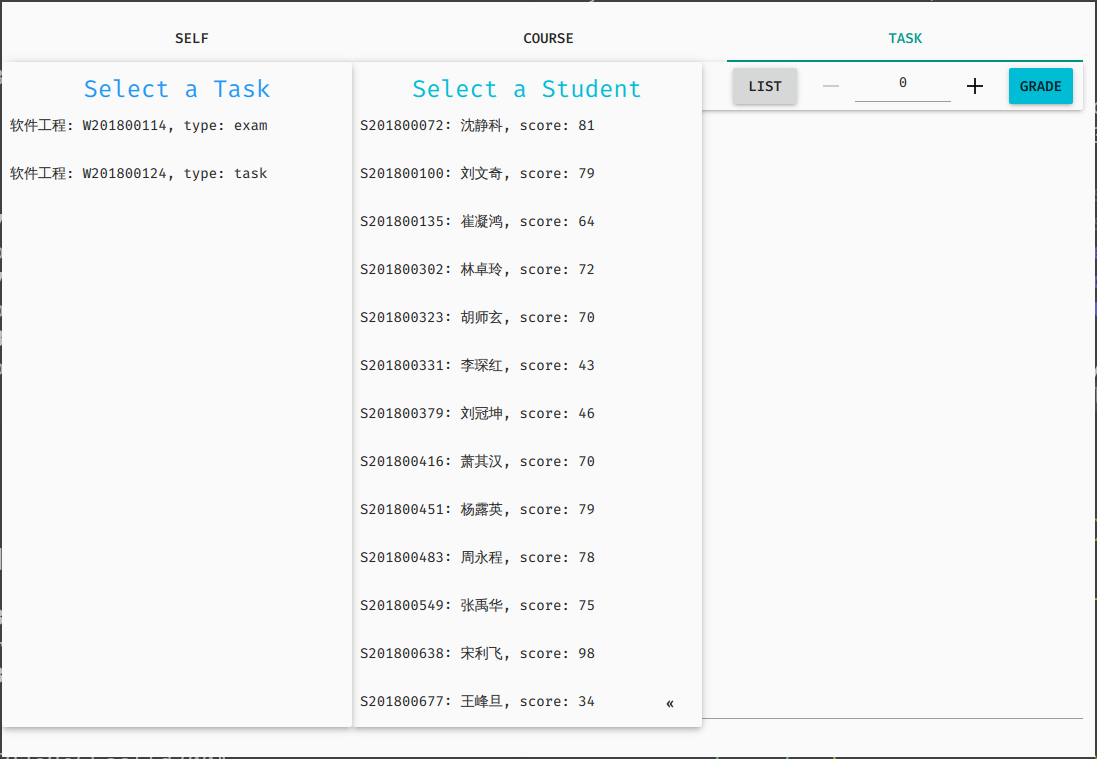 SELF COURSE TASK
Select a Task
软件工程: W201800114, type: exam
软件工程: W201800124, type: task
Select a Student
S201800072: 沈静科, score: 81
S201800100: 刘文奇, score: 79
S201800135: 崔凝鸿, score: 64
S201800302: 林卓玲, score: 72
S201800323: 胡师玄, score: 70
S201800331: 李琛红, score: 43
S201800379: 刘冠坤, score: 46
S201800416: 萧其汉, score: 70
S201800451: 杨露英, score: 79
S201800483: 周永程, score: 78
S201800549: 张禹华, score: 75
S201800638: 宋利飞, score: 98
S201800677: 王峰旦, score: 34
«
LIST — 0 + GRADE